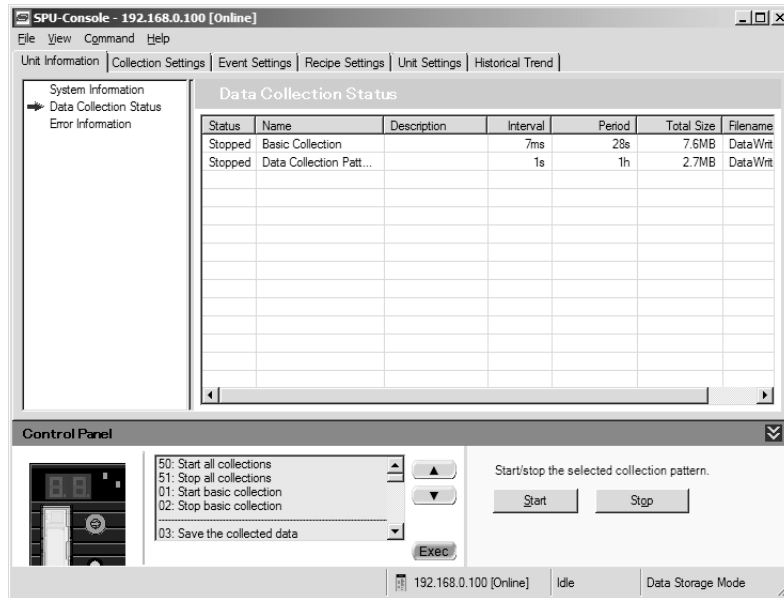 SPU-Console - 192.168.0.100 [Online]
File View Command Help
Unit Information Collection Settings Event Settings Recipe Settings Unit Settings Historical Trend
System Information
Data Collection Status
Error Information
Data Collection Status
Status Name Description Interval Period Total Size Filename
Stopped Basic Collection 7ms 28s 7.6MB DataWrit
Stopped Data Collection Patt... 1s 1h 2.7MB DataWrit
Control Panel
8.8.
50: Start all collections
51: Stop all collections
01: Start basic collection
02: Stop basic collection
03: Save the collected data
Exec
Start/stop the selected collection pattern.
Start Stop
192.168.0.100 [Online] Idle Data Storage Mode